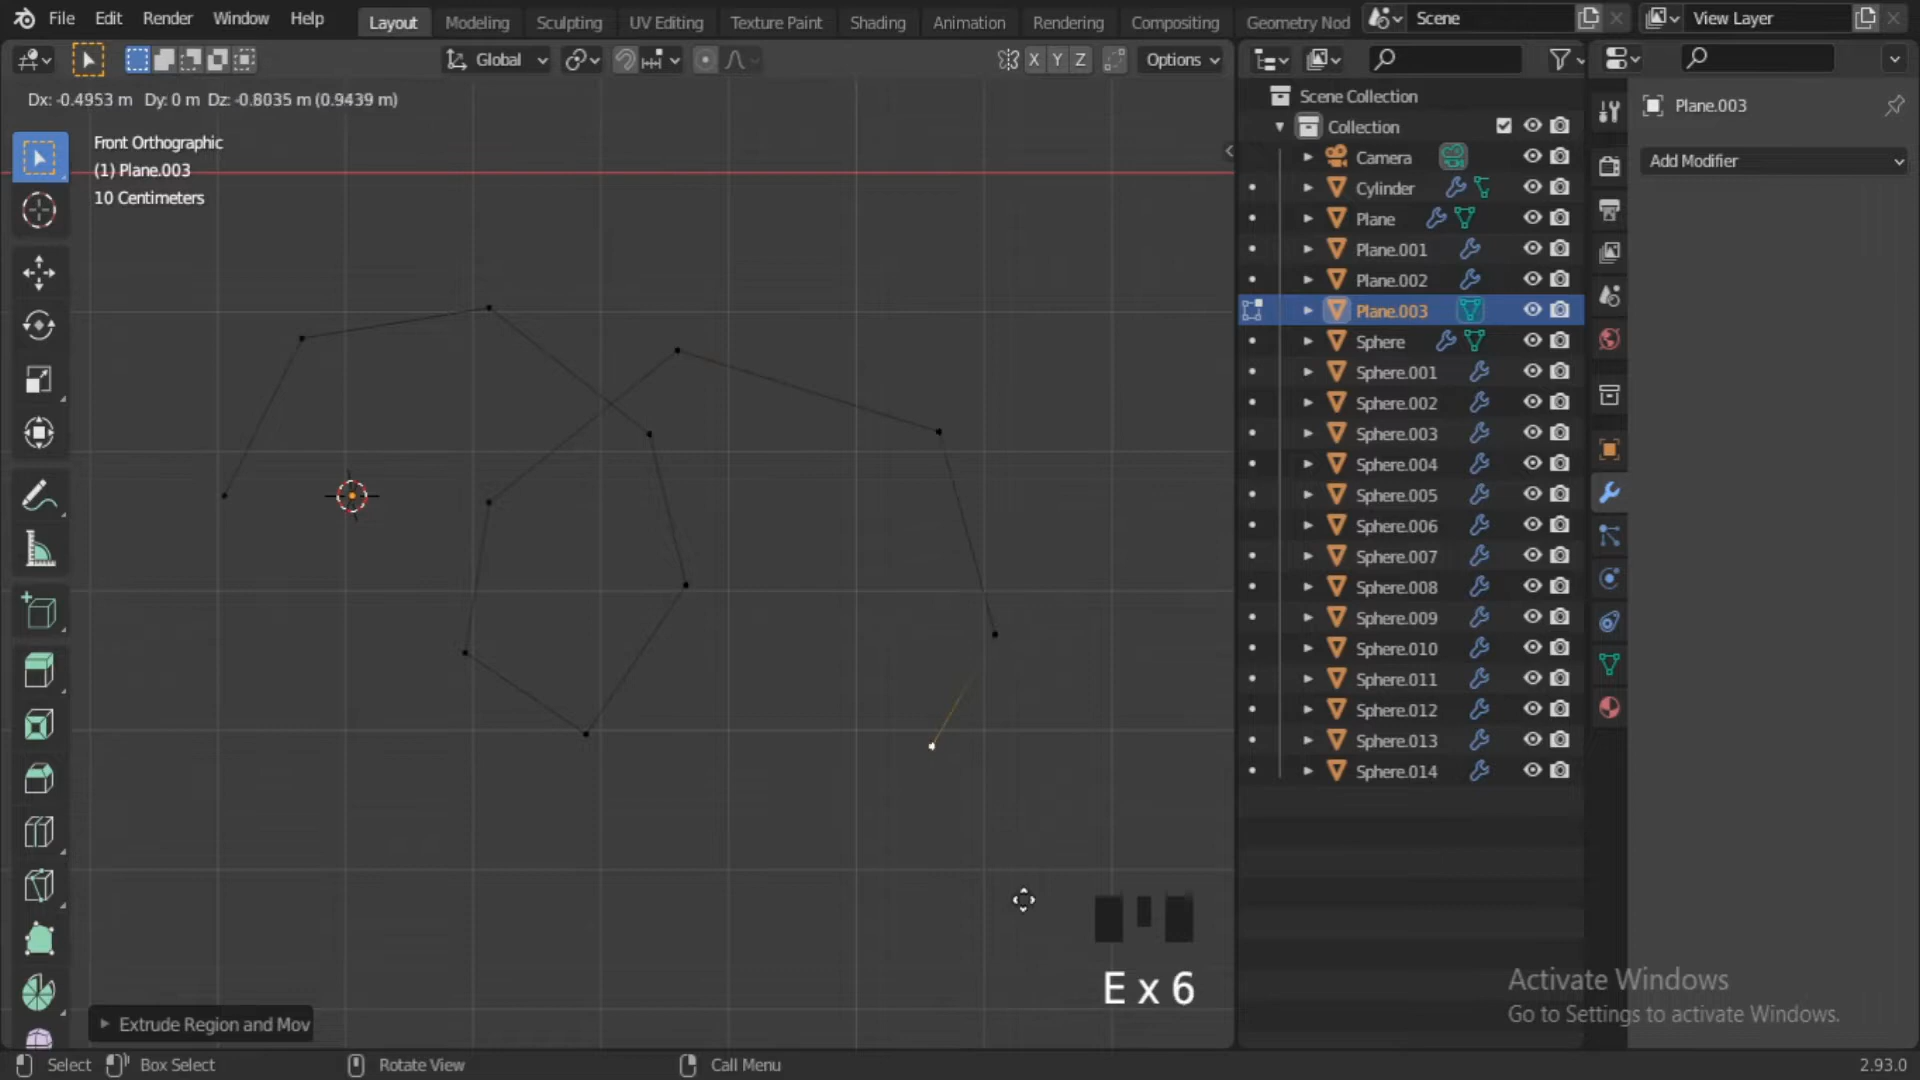 File Edit Render Window Help Layout Modeling Sculpting UV Editing Texture Paint Shading Animation Rendering Compositing Geometry Nod Scene View Layer
Global X Y Z Options
Dx: -0.4953 m Dy: 0 m Dz: -0.8035 m (0.9439 m)
Front Orthographic
(1) Plane.003
10 Centimeters
Scene Collection
Collection
Camera
Cylinder
Plane
Plane.001
Plane.002
Plane.003
Sphere
Sphere.001
Sphere.002
Sphere.003
Sphere.004
Sphere.005
Sphere.006
Sphere.007
Sphere.008
Sphere.009
Sphere.010
Sphere.011
Sphere.012
Sphere.013
Sphere.014
Plane.003
Add Modifier
E x 6
Activate Windows
Go to Settings to activate Windows.
Extrude Region and Mov
Select Box Select Rotate View Call Menu 2.93.0